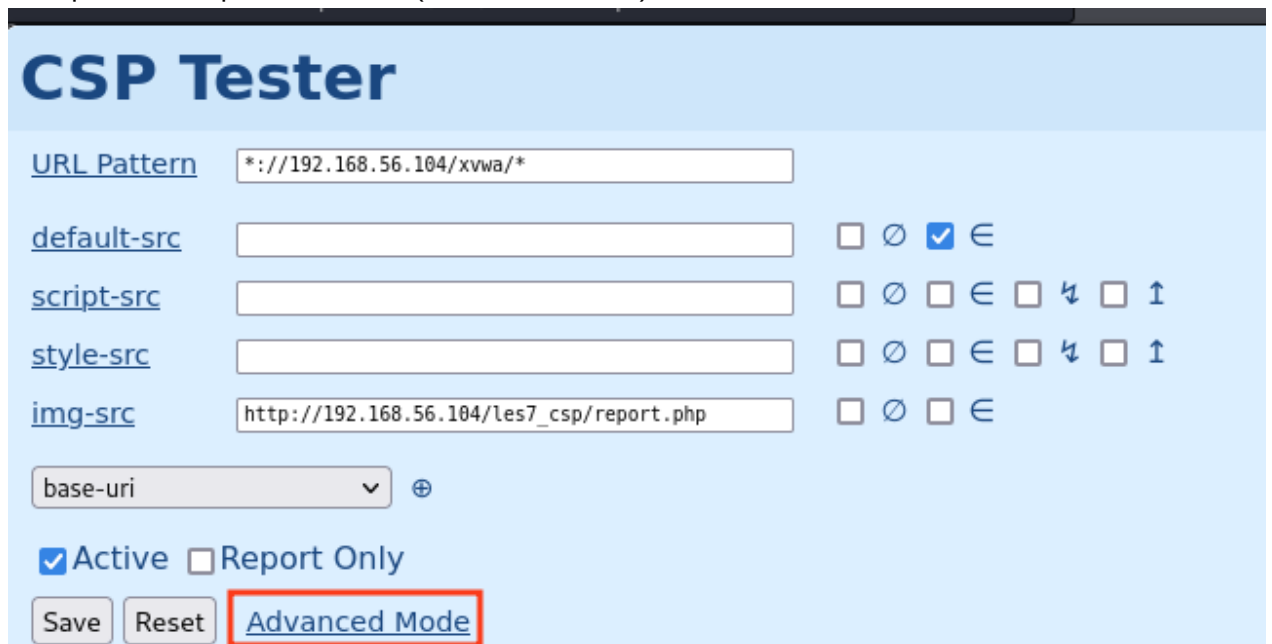 CSP Tester
URL Pattern *://192.168.56.104/xvwa/*
default-src ∅ ∈
script-src ∅ ∈ ↯ ↥
style-src ∅ ∈ ↯ ↥
img-src http://192.168.56.104/les7_csp/report.php ∅ ∈
base-uri ⊕
Active Report Only
Save Reset Advanced Mode